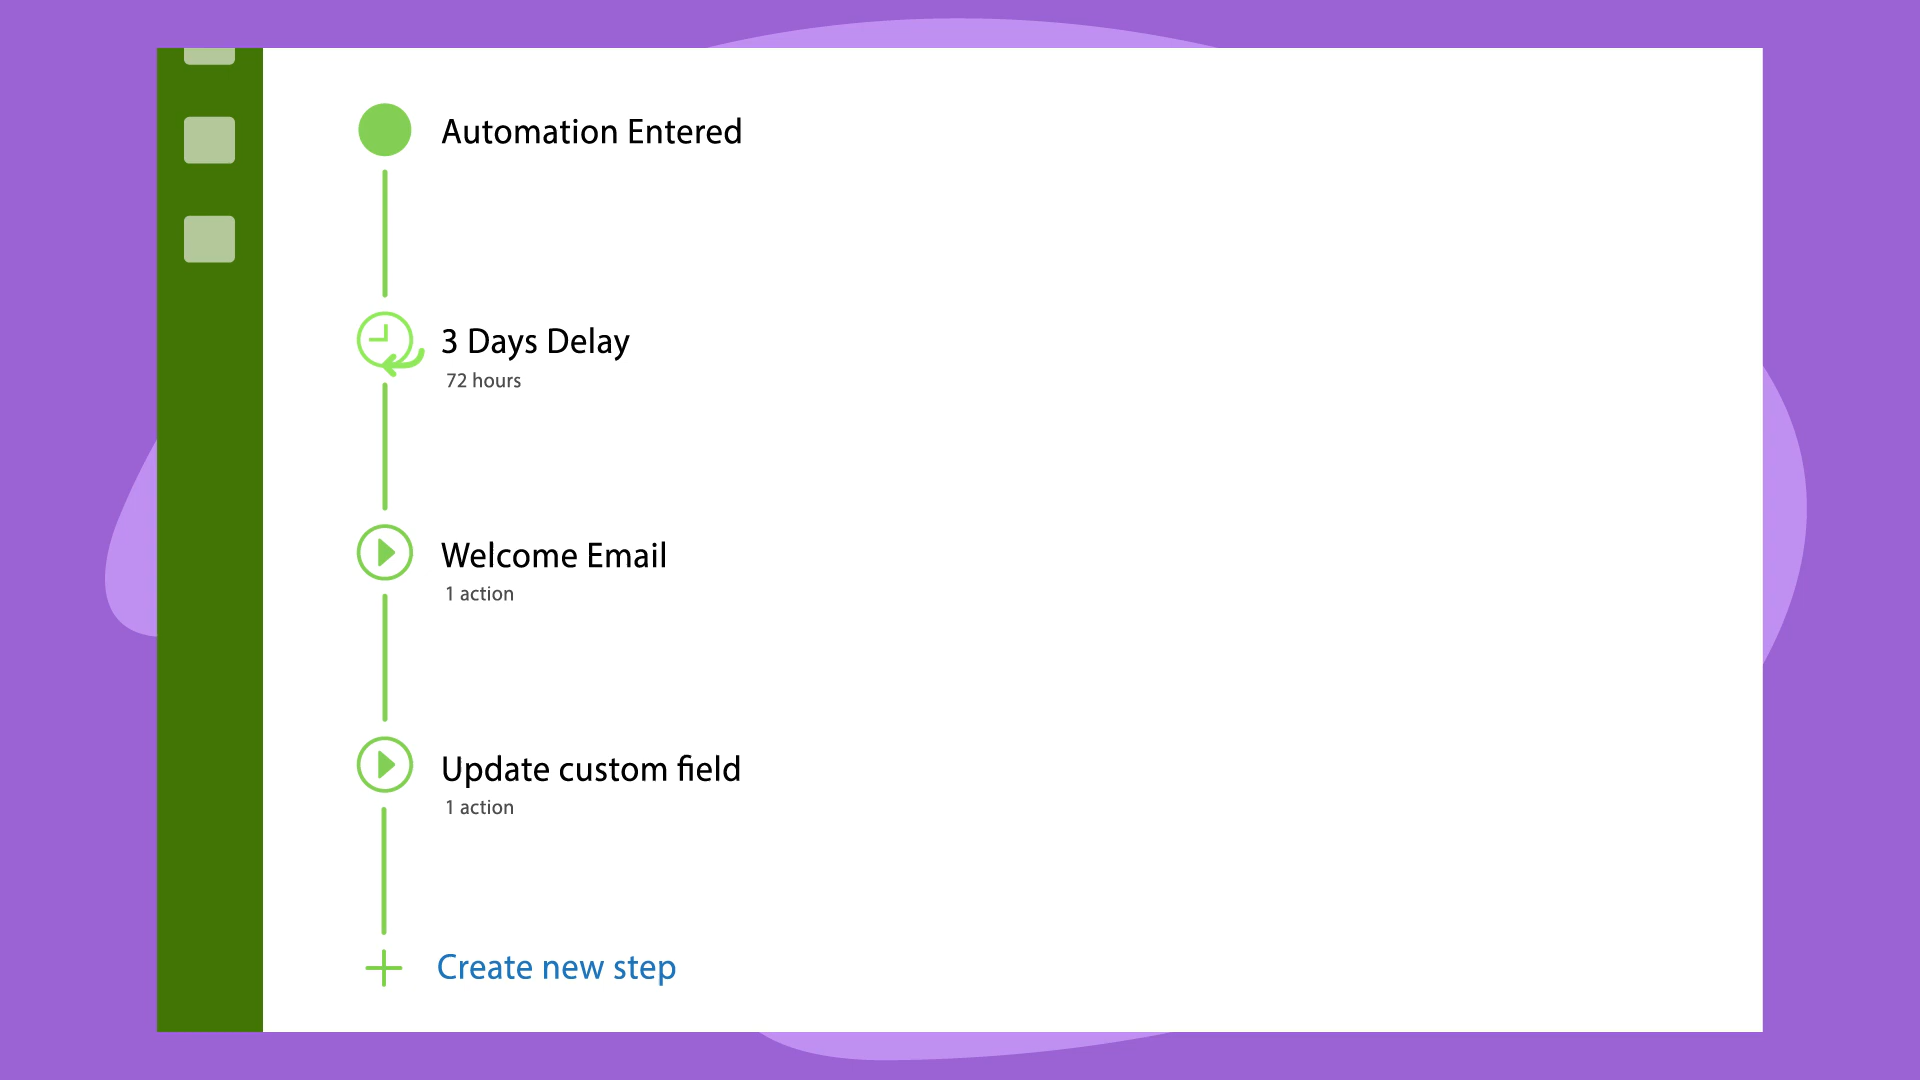 Automation Entered
3 Days Delay
72 hours
Welcome Email
1 action
Update custom field
1 action
Create new step